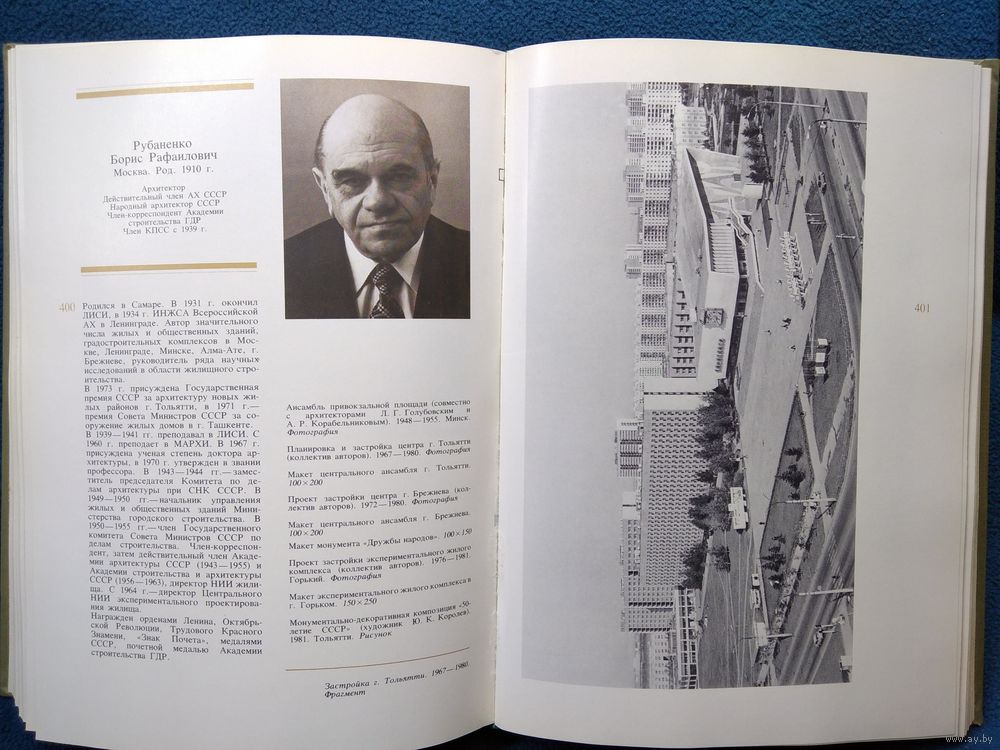 Рубаненко
Борис Рафаилович
Москва. Род. 1910 г.
Архитектор
Действительный член АХ СССР
Народный архитектор СССР
Член-корреспондент Академии
строительства ГДР
Член КПСС с 1939 г.
400
Родился в Самаре. В 1931 г. окончил
ЛИСИ, в 1934 г. ИНЖСА Всероссийской
АХ в Ленинграде. Автор значительного
числа жилых и общественных зданий,
градостроительных комплексов в Мос-
кве, Ленинграде, Минске, Алма-Ате, г.
Брежневе, руководитель ряда научных
исследований в области жилищного стро-
ительства.
В 1973 г. присуждена Государственная
премия СССР за архитектуру новых жи-
лых районов г. Тольятти, в 1971 г.—
премия Совета Министров СССР за со-
оружение жилых домов в г. Ташкенте.
В 1939—1941 гг. преподавал в ЛИСИ. С
1960 г. преподает в МАРХИ. В 1967 г.
присуждена ученая степень доктора ар-
хитектуры, в 1970 г. утвержден в звании
профессора. В 1943—1944 гг.— замес-
титель председателя Комитета по де-
лам архитектуры при СНК СССР. В
1949—1950 гг.— начальник управления
жилых и общественных зданий Мини-
стерства городского строительства. В
1950—1955 гг.— член Государственного
комитета Совета Министров СССР по
делам строительства. Член-корреспон-
дент, затем действительный член Акаде-
мии архитектуры СССР (1943—1955) и
Академии строительства и архитектуры
СССР (1956—1963), директор НИИ жили-
ща. С 1964 г.— директор Центрального
НИИ экспериментального проектирова-
ния жилища.
Награжден орденами Ленина, Октябрь-
ской Революции, Трудового Красного
Знамени, «Знак Почета», медалями
СССР, почетной медалью Академии
строительства ГДР.
Ансамбль привокзальной площади (совместно
с архитекторами Л. Г. Голубовским и
А. Р. Корабельниковым). 1948—1955. Минск.
Фотография
Планировка и застройка центра г. Тольятти
(коллектив авторов). 1967—1980. Фотография
Макет центрального ансамбля г. Тольятти.
100×200
Проект застройки центра г. Брежнева (кол-
лектив авторов). 1972—1980. Фотография
Макет центрального ансамбля г. Брежнева.
100×200
Макет монумента «Дружбы народов». 100×150
Проект застройки экспериментального жилого
комплекса (коллектив авторов). 1976—1981.
Горький. Фотография
Макет экспериментального жилого комплекса в
г. Горьком. 150×250
Монументально-декоративная композиция «50-
летие СССР» (художник Ю. К. Королев).
1981. Тольятти. Рисунок
Застройка г. Тольятти. 1967—1980.
Фрагмент
401
www.ay.by